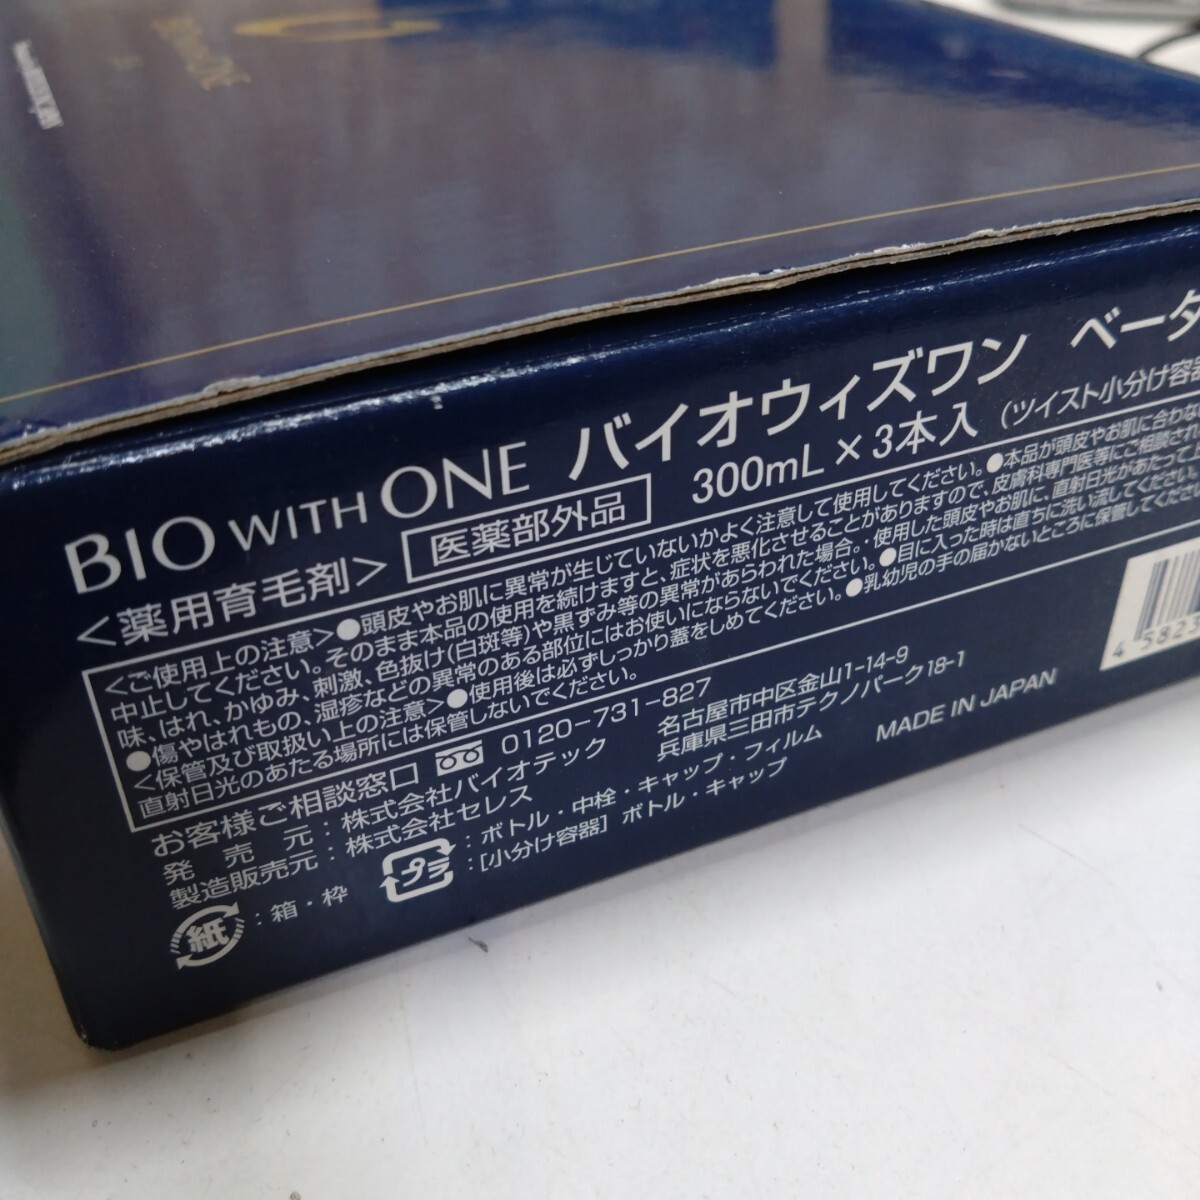 BIO WITH ONE バイオウィズワン ベータ
<薬用育毛剤> 医薬部外品 300mL × 3本入 (ツイスト小分け容器
<ご使用上の注意>●頭皮やお肌に異常が生じていないかよく注意して使用してください。●本品が頭皮やお肌に合わな
中止してください。そのまま本品の使用を続けますと、症状を悪化させることがありますので、皮膚科専門医等にご相談され
味、はれ、かゆみ、刺激、色抜け(白斑等)や黒ずみ等の異常があらわれた場合。・使用した頭皮やお肌に、直射日光があたって上
●傷やはれもの、湿疹などの異常のある部位にはお使いにならないでください。●目に入った時は直ちに洗い流してください
<保管及び取扱い上の注意>●使用後は必ずしっかり蓋をしめてください。●乳幼児の手の届かないところに保管してくださ
直射日光のあたる場所には保管しないでください。
お客様ご相談窓口 0120-731-827
発売元:株式会社バイオテック 名古屋市中区金山1-14-9
製造販売元:株式会社セレス 兵庫県三田市テクノパーク18-1
紙 :箱・枠 プラ :ボトル・中栓・キャップ・フィルム
:[小分け容器]ボトル・キャップ
MADE IN JAPAN
4 5825